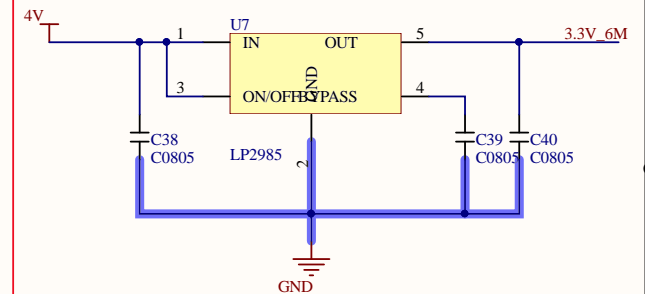 4V
U7
3.3V_6M
1
IN
OUT
5
3
ON/OFF
BYPASS
4
GND
C38
C0805
LP2985
2
C39
C0805
C40
C0805
GND